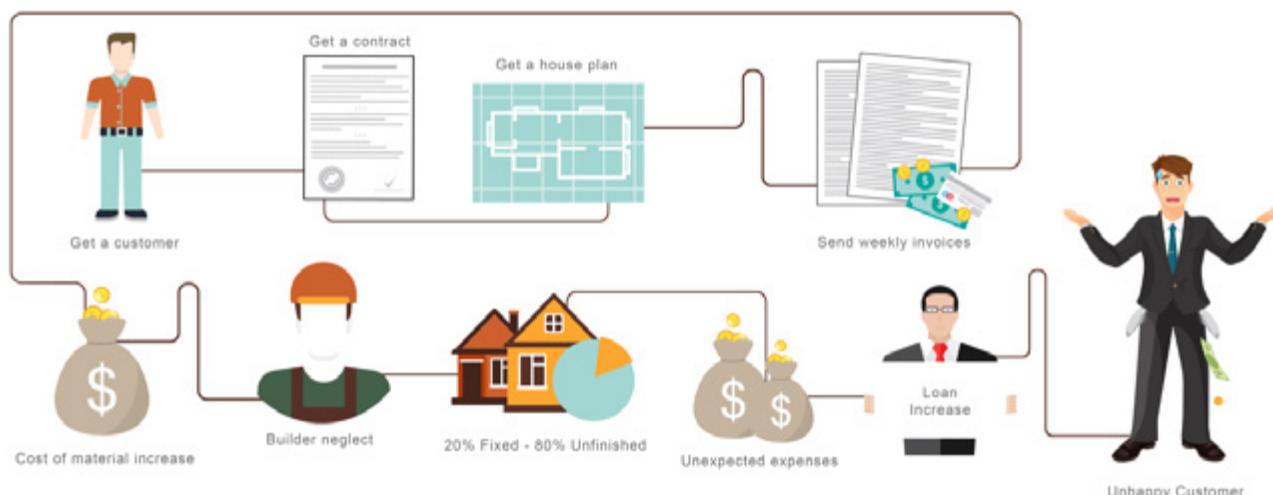 Get a contract
Get a house plan
Get a customer
Send weekly invoices
$
$
$
Loan
Increase
Builder neglect
20% Fixed - 80% Unfinished
Cost of material increase
Unexpected expenses
Unhappy Customer